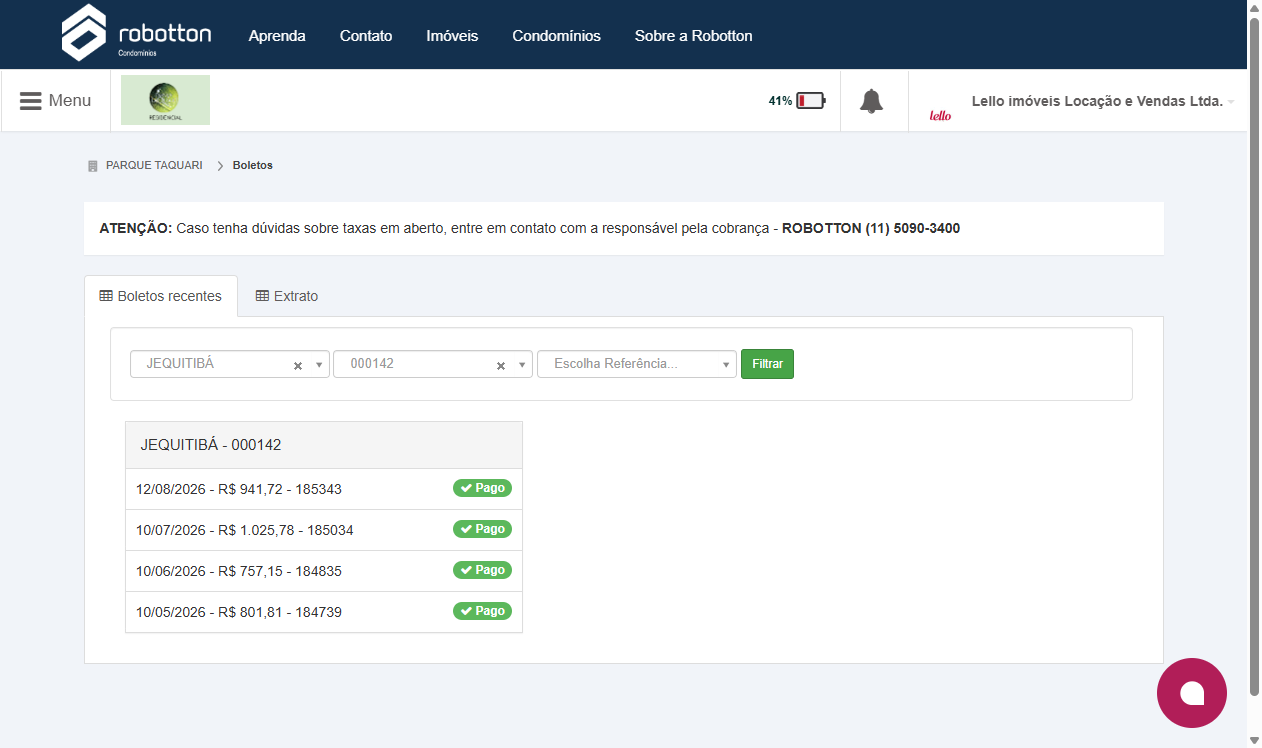 robotton
Condomínios
Aprenda Contato Imóveis Condomínios Sobre a Robotton
Menu
RESIDENCIAL
41%
lello
Lello imóveis Locação e Vendas Ltda.
PARQUE TAQUARI > Boletos
ATENÇÃO: Caso tenha dúvidas sobre taxas em aberto, entre em contato com a responsável pela cobrança - ROBOTTON (11) 5090-3400
Boletos recentes Extrato
JEQUITIBÁ × 000142 × Escolha Referência... Filtrar
JEQUITIBÁ - 000142
12/08/2026 - R$ 941,72 - 185343 Pago
10/07/2026 - R$ 1.025,78 - 185034 Pago
10/06/2026 - R$ 757,15 - 184835 Pago
10/05/2026 - R$ 801,81 - 184739 Pago